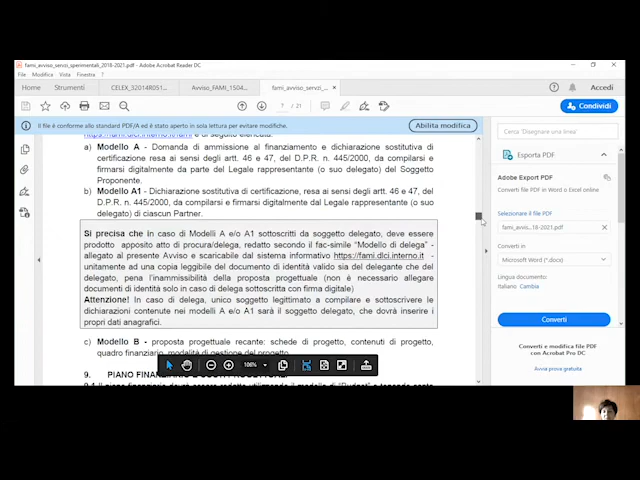 fami_avviso_servzi_sperimentali_2018-2021.pdf - Adobe Acrobat Reader DC
File Modifica Vista Finestra ?
Home Strumenti CELEX_32014R051... Avviso_FAMI_1504... fami_avviso_servzi_... × Accedi
7 / 21 Condividi
Il file è conforme allo standard PDF/A ed è stato aperto in sola lettura per evitare modifiche. Abilita modifica
a) Modello A - Domanda di ammissione al finanziamento e dichiarazione sostitutiva di
certificazione resa ai sensi degli artt. 46 e 47, del D.P.R. n. 445/2000, da compilarsi e
firmarsi digitalmente da parte del Legale rappresentante (o suo delegato) del Soggetto
Proponente.
b) Modello A1 - Dichiarazione sostitutiva di certificazione, resa ai sensi degli artt. 46 e 47, del
D.P.R. n. 445/2000, da compilarsi e firmarsi digitalmente dal Legale rappresentante (o suo
delegato) di ciascun Partner.
Si precisa che in caso di Modelli A e/o A1 sottoscritti da soggetto delegato, deve essere
prodotto apposito atto di procura/delega, redatto secondo il fac-simile "Modello di delega" -
allegato al presente Avviso e scaricabile dal sistema informativo https://fami.dlci.interno.it -
unitamente ad una copia leggibile del documento di identità valido sia del delegante che del
delegato, pena l'inammissibilità della proposta progettuale (non è necessario allegare
documenti di identità solo in caso di delega sottoscritta con firma digitale)
Attenzione! In caso di delega, unico soggetto legittimato a compilare e sottoscrivere le
dichiarazioni contenute nei modelli A e/o A1 sarà il soggetto delegato, che dovrà inserire i
propri dati anagrafici.
c) Modello B - proposta progettuale recante: schede di progetto, contenuti di progetto,
quadro finanziario, modalità di gestione del progetto
108%
9. PIANO FINANZIARIO
Cerca 'Disegnare una linea'
Esporta PDF
Adobe Export PDF
Converti file PDF in Word o Excel online
Selezionare il file PDF
fami_avvis...18-2021.pdf ×
Converti in
Microsoft Word (*.docx)
Lingua documento:
Italiano Cambia
Converti
Converti e modifica file PDF
con Acrobat Pro DC
Avvia prova gratuita